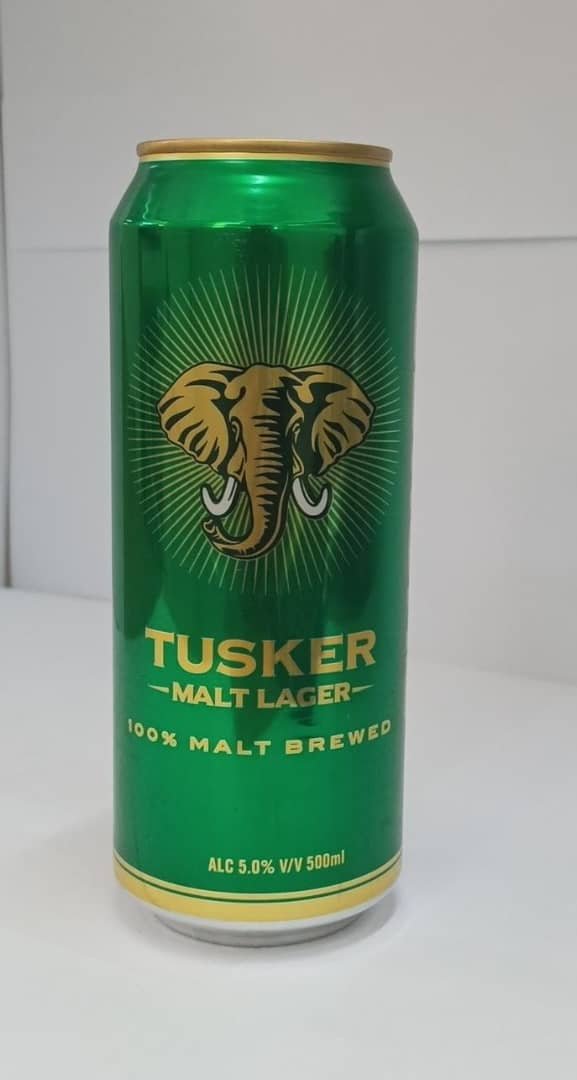 TUSKER
MALT LAGER
100% MALT BREWED
ALC 5.0% V/V 500ml